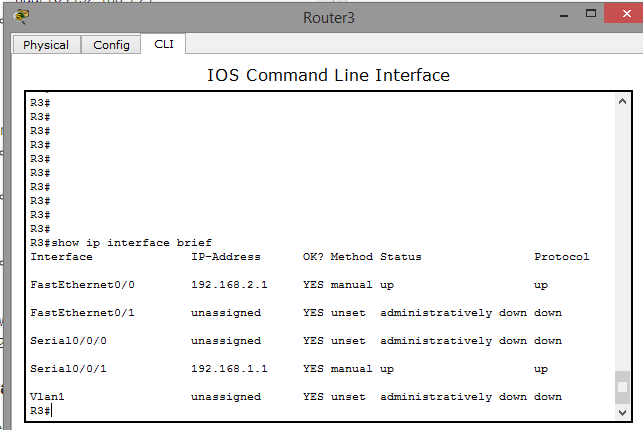 Router3
Physical Config CLI
IOS Command Line Interface
R3#
R3#
R3#
R3#
R3#
R3#
R3#
R3#
R3#
R3#
R3#show ip interface brief
Interface IP-Address OK? Method Status Protocol
FastEthernet0/0 192.168.2.1 YES manual up up
FastEthernet0/1 unassigned YES unset administratively down down
Serial0/0/0 unassigned YES unset administratively down down
Serial0/0/1 192.168.1.1 YES manual up up
Vlan1 unassigned YES unset administratively down down
R3#